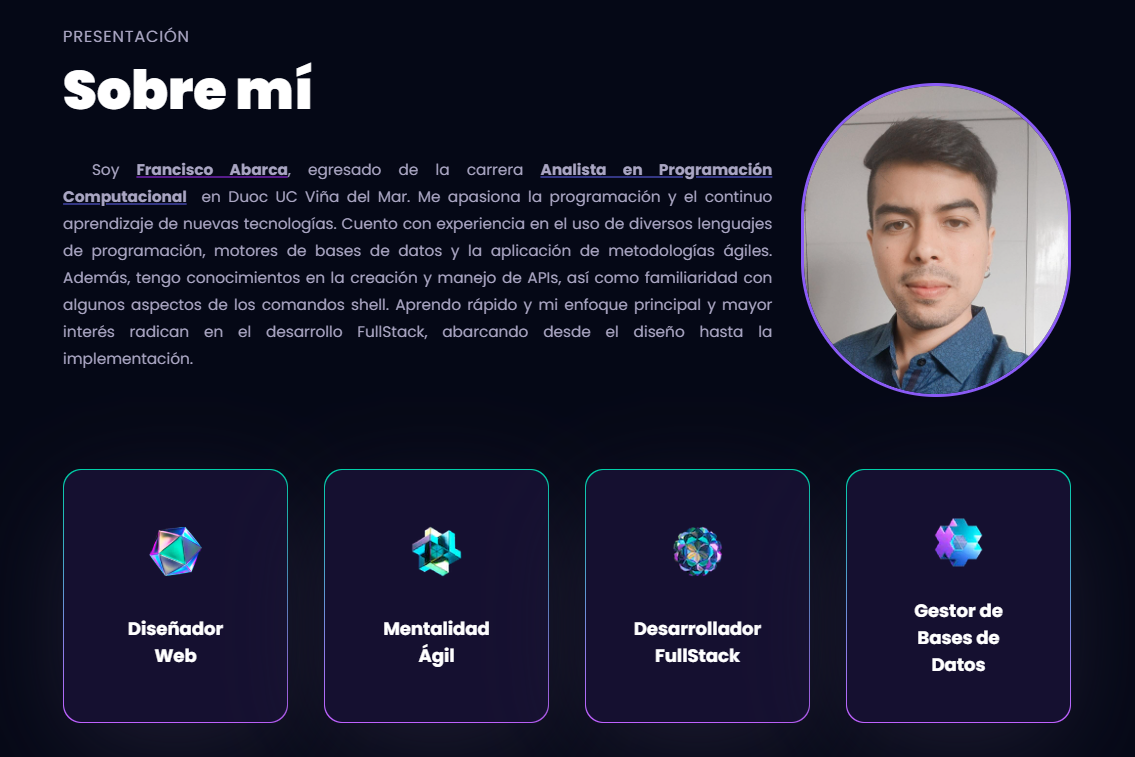 PRESENTACIÓN
Sobre mí
Soy Francisco Abarca, egresado de la carrera Analista en Programación
Computacional en Duoc UC Viña del Mar. Me apasiona la programación y el continuo
aprendizaje de nuevas tecnologías. Cuento con experiencia en el uso de diversos lenguajes
de programación, motores de bases de datos y la aplicación de metodologías ágiles.
Además, tengo conocimientos en la creación y manejo de APIs, así como familiaridad con
algunos aspectos de los comandos shell. Aprendo rápido y mi enfoque principal y mayor
interés radican en el desarrollo FullStack, abarcando desde el diseño hasta la
implementación.
Diseñador
Web
Mentalidad
Ágil
Desarrollador
FullStack
Gestor de
Bases de
Datos